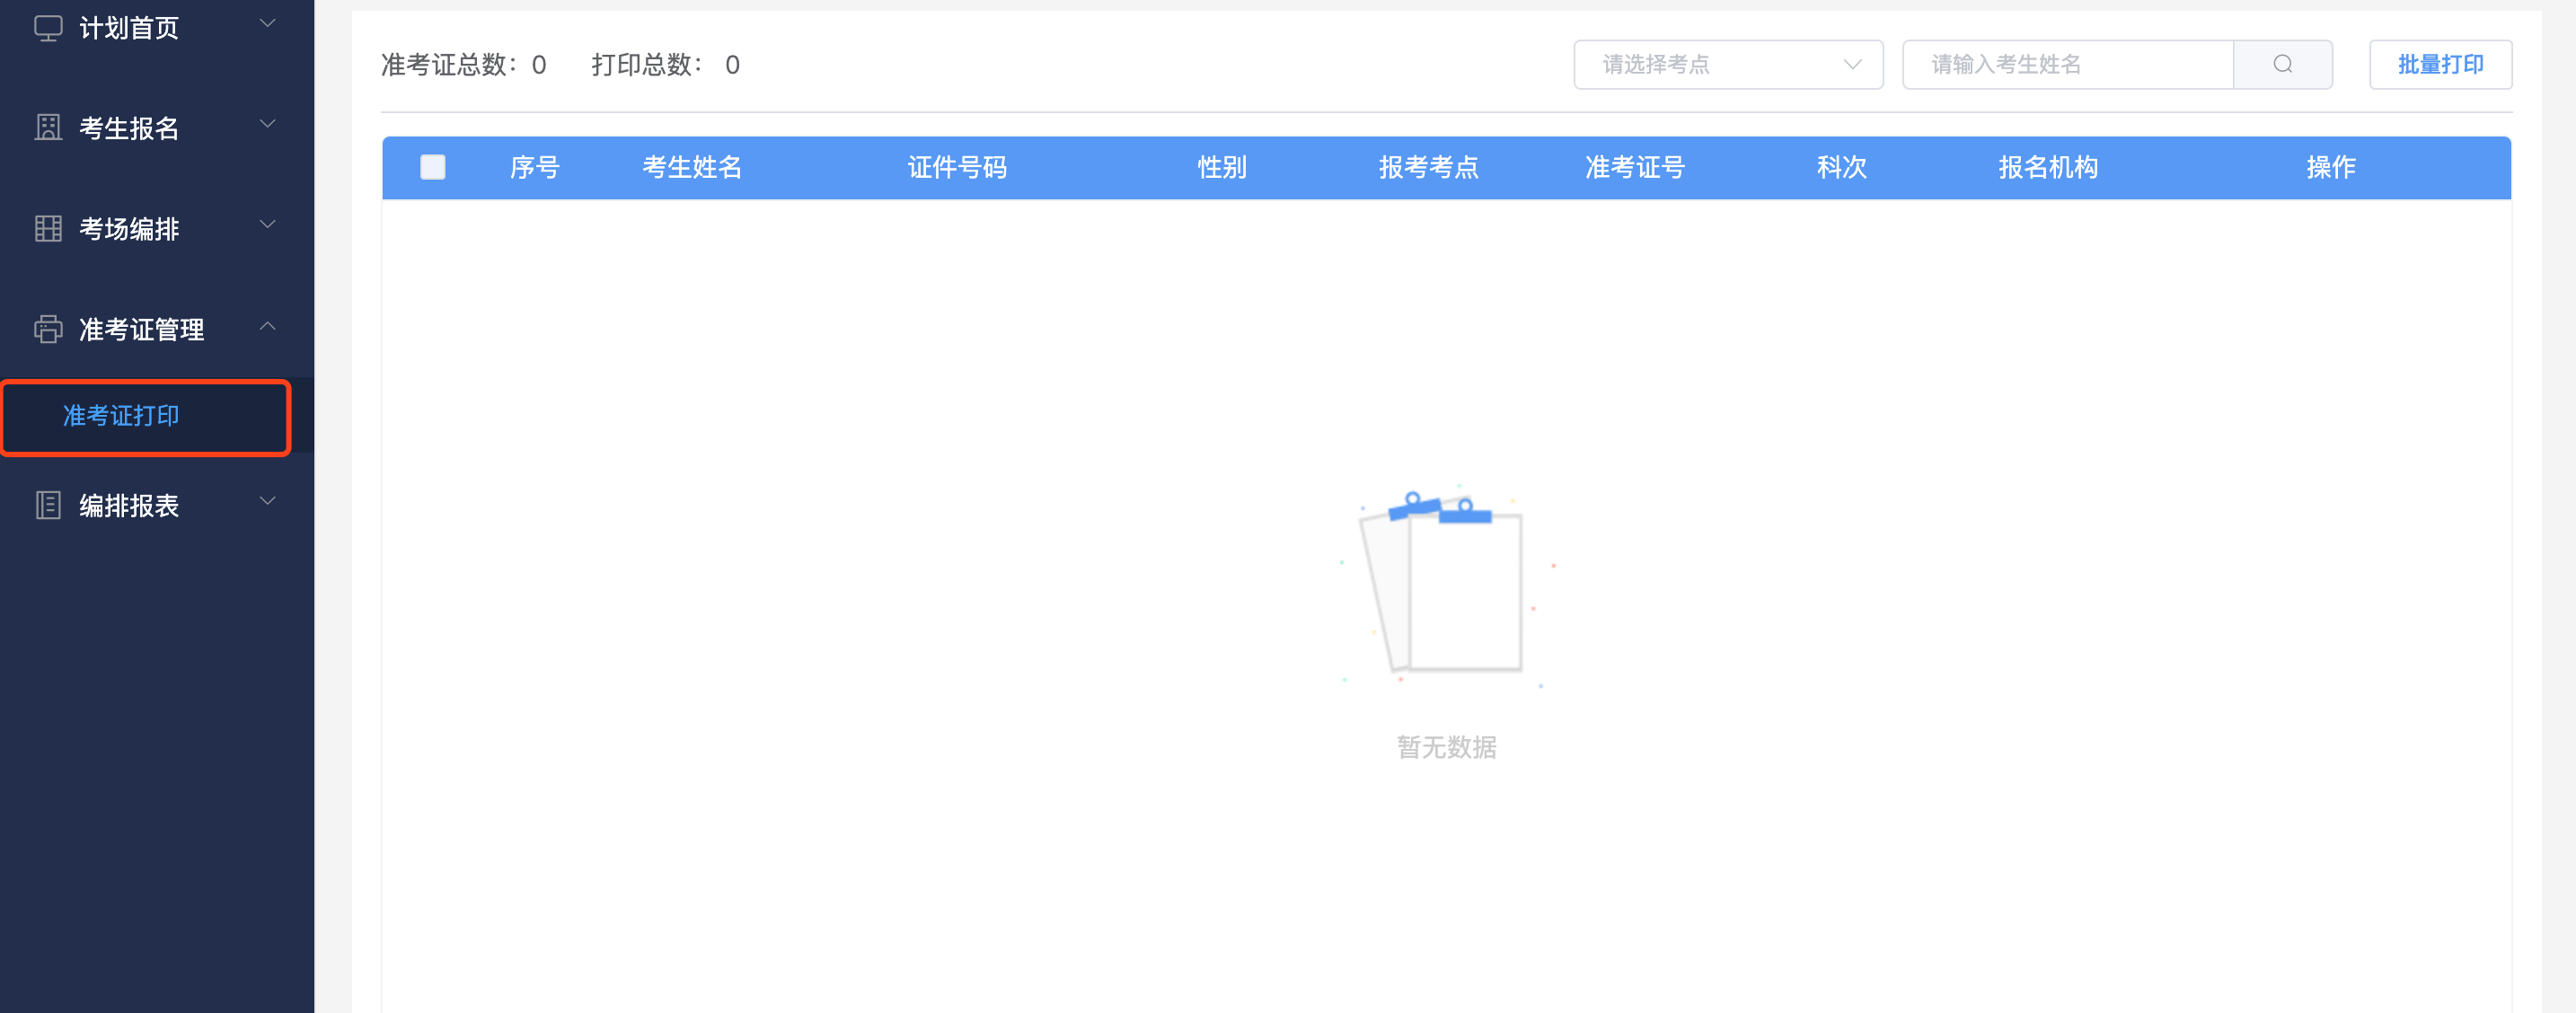 计划首页
考生报名
考场编排
准考证管理
准考证打印
编排报表
准考证总数：0 打印总数： 0
请选择考点
请输入考生姓名
批量打印
序号 考生姓名 证件号码 性别 报考考点 准考证号 科次 报名机构 操作
暂无数据